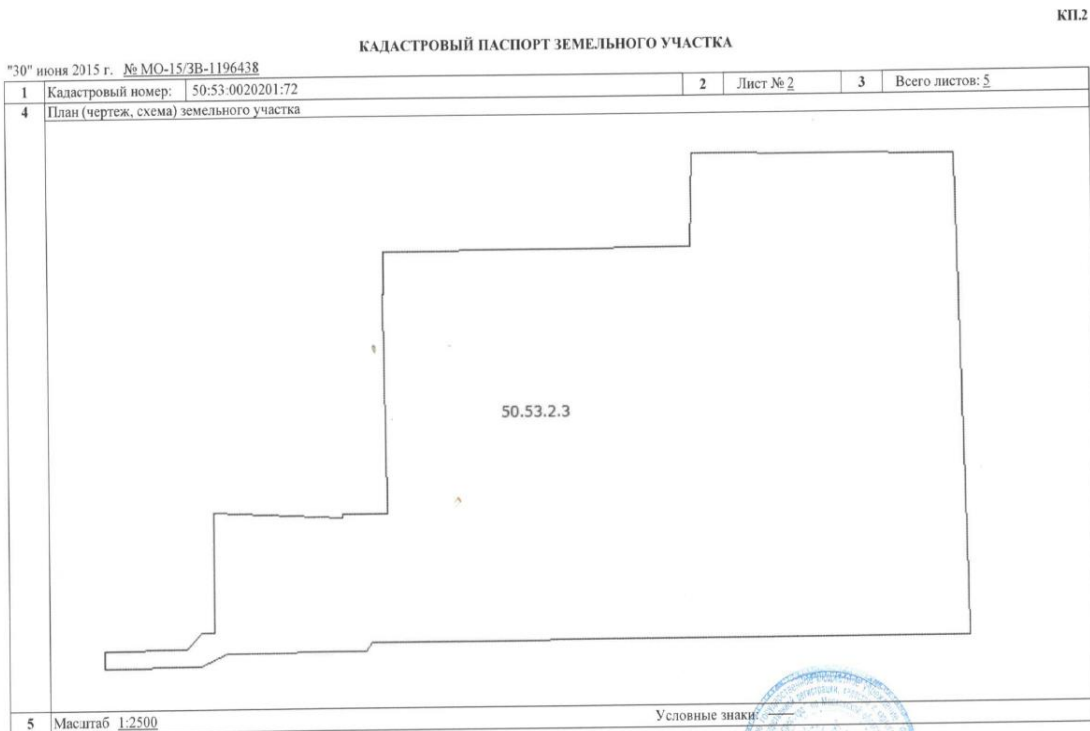 КП.2
КАДАСТРОВЫЙ ПАСПОРТ ЗЕМЕЛЬНОГО УЧАСТКА
"30" июня 2015 г. № МО-15/ЗВ-1196438
1 Кадастровый номер: 50:53:0020201:72 2 Лист № 2 3 Всего листов: 5
4 План (чертеж, схема) земельного участка
50.53.2.3
5 Масштаб 1:2500 Условные знаки: